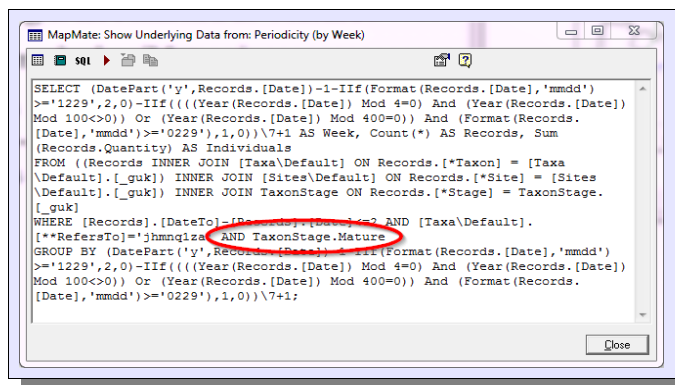 MapMate: Show Underlying Data from: Periodicity (by Week)
SQL
SELECT (DatePart('y',Records.[Date])-1-IIf(Format(Records.[Date],'mmdd')
>='1229',2,0)-IIf((((Year(Records.[Date]) Mod 4=0) And (Year(Records.[Date])
Mod 100<>0)) Or (Year(Records.[Date]) Mod 400=0)) And (Format(Records.
[Date],'mmdd')>='0229'),1,0))\7+1 AS Week, Count(*) AS Records, Sum
(Records.Quantity) AS Individuals
FROM ((Records INNER JOIN [Taxa\Default] ON Records.[*Taxon] = [Taxa
\Default].[_guk]) INNER JOIN [Sites\Default] ON Records.[*Site] = [Sites
\Default].[_guk]) INNER JOIN TaxonStage ON Records.[*Stage] = TaxonStage.
[_guk]
WHERE [Records].[DateTo]-[Records].[Date]<=2 AND [Taxa\Default].
[**RefersTo]='jhmnq1za' AND TaxonStage.Mature
GROUP BY (DatePart('y',Records.[Date])-1-IIf(Format(Records.[Date],'mmdd')
>='1229',2,0)-IIf((((Year(Records.[Date]) Mod 4=0) And (Year(Records.[Date])
Mod 100<>0)) Or (Year(Records.[Date]) Mod 400=0)) And (Format(Records.
[Date],'mmdd')>='0229'),1,0))\7+1;
Close